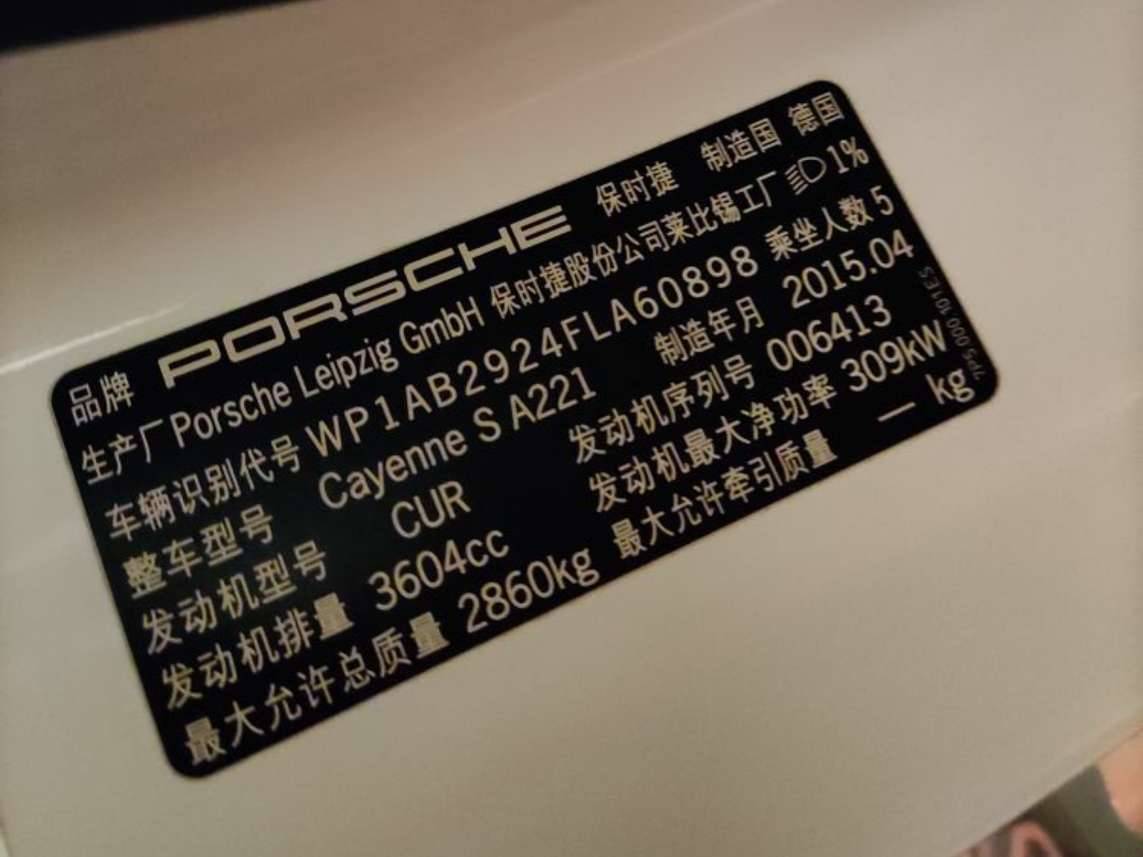 品牌 PORSCHE 保时捷 制造国 德国
生产厂 Porsche Leipzig GmbH 保时捷股份公司莱比锡工厂 1%
车辆识别代号 WP1AB2924FLA60898 乘坐人数 5
整车型号 Cayenne S A221 制造年月 2015.04
发动机型号 CUR 发动机序列号 006413
发动机排量 3604cc 发动机最大净功率 309kW
最大允许总质量 2860kg 最大允许牵引质量 — kg
7P5.000.101.ES